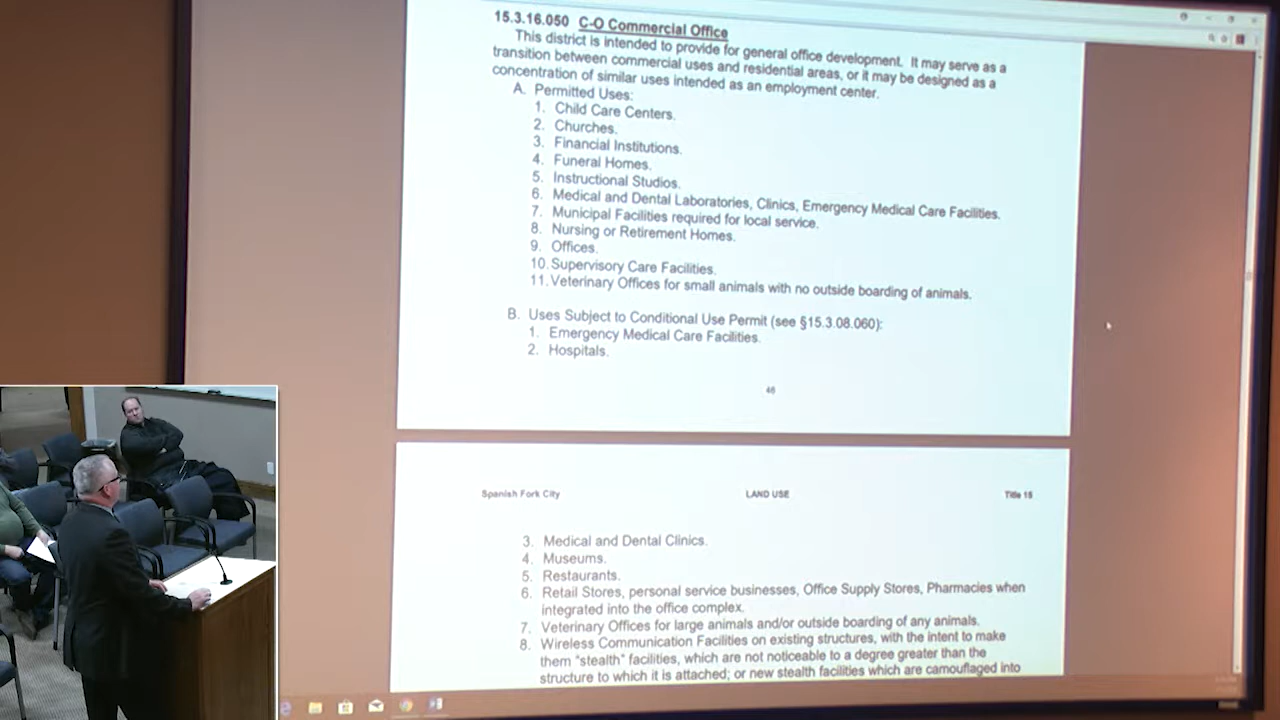 15.3.16.050 C-O Commercial Office
This district is intended to provide for general office development. It may serve as a
transition between commercial uses and residential areas, or it may be designed as a
concentration of similar uses intended as an employment center.
A. Permitted Uses:
1. Child Care Centers.
2. Churches.
3. Financial Institutions.
4. Funeral Homes.
5. Instructional Studios.
6. Medical and Dental Laboratories, Clinics, Emergency Medical Care Facilities.
7. Municipal Facilities required for local service.
8. Nursing or Retirement Homes.
9. Offices.
10. Supervisory Care Facilities.
11. Veterinary Offices for small animals with no outside boarding of animals.
B. Uses Subject to Conditional Use Permit (see §15.3.08.060):
1. Emergency Medical Care Facilities.
2. Hospitals.
46
Spanish Fork City LAND USE Title 15
3. Medical and Dental Clinics.
4. Museums.
5. Restaurants.
6. Retail Stores, personal service businesses, Office Supply Stores, Pharmacies when
integrated into the office complex.
7. Veterinary Offices for large animals and/or outside boarding of any animals.
8. Wireless Communication Facilities on existing structures, with the intent to make
them "stealth" facilities, which are not noticeable to a degree greater than the
structure to which it is attached; or new stealth facilities which are camouflaged into